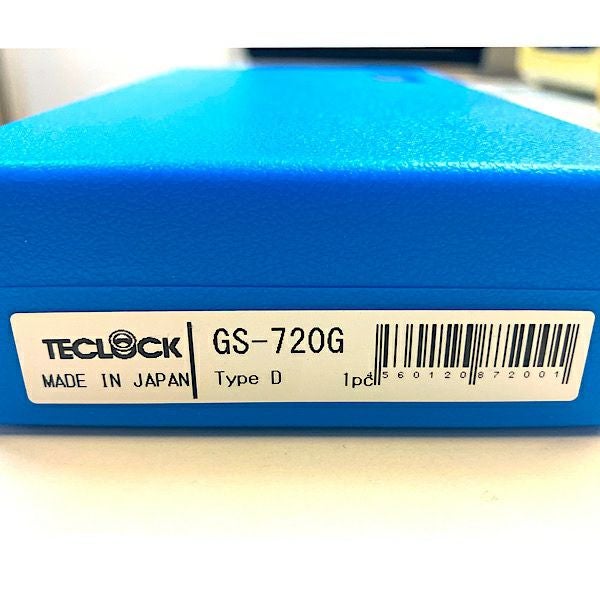 TECLOCK
MADE IN JAPAN
GS-720G
Type D
1pc
4560120872001